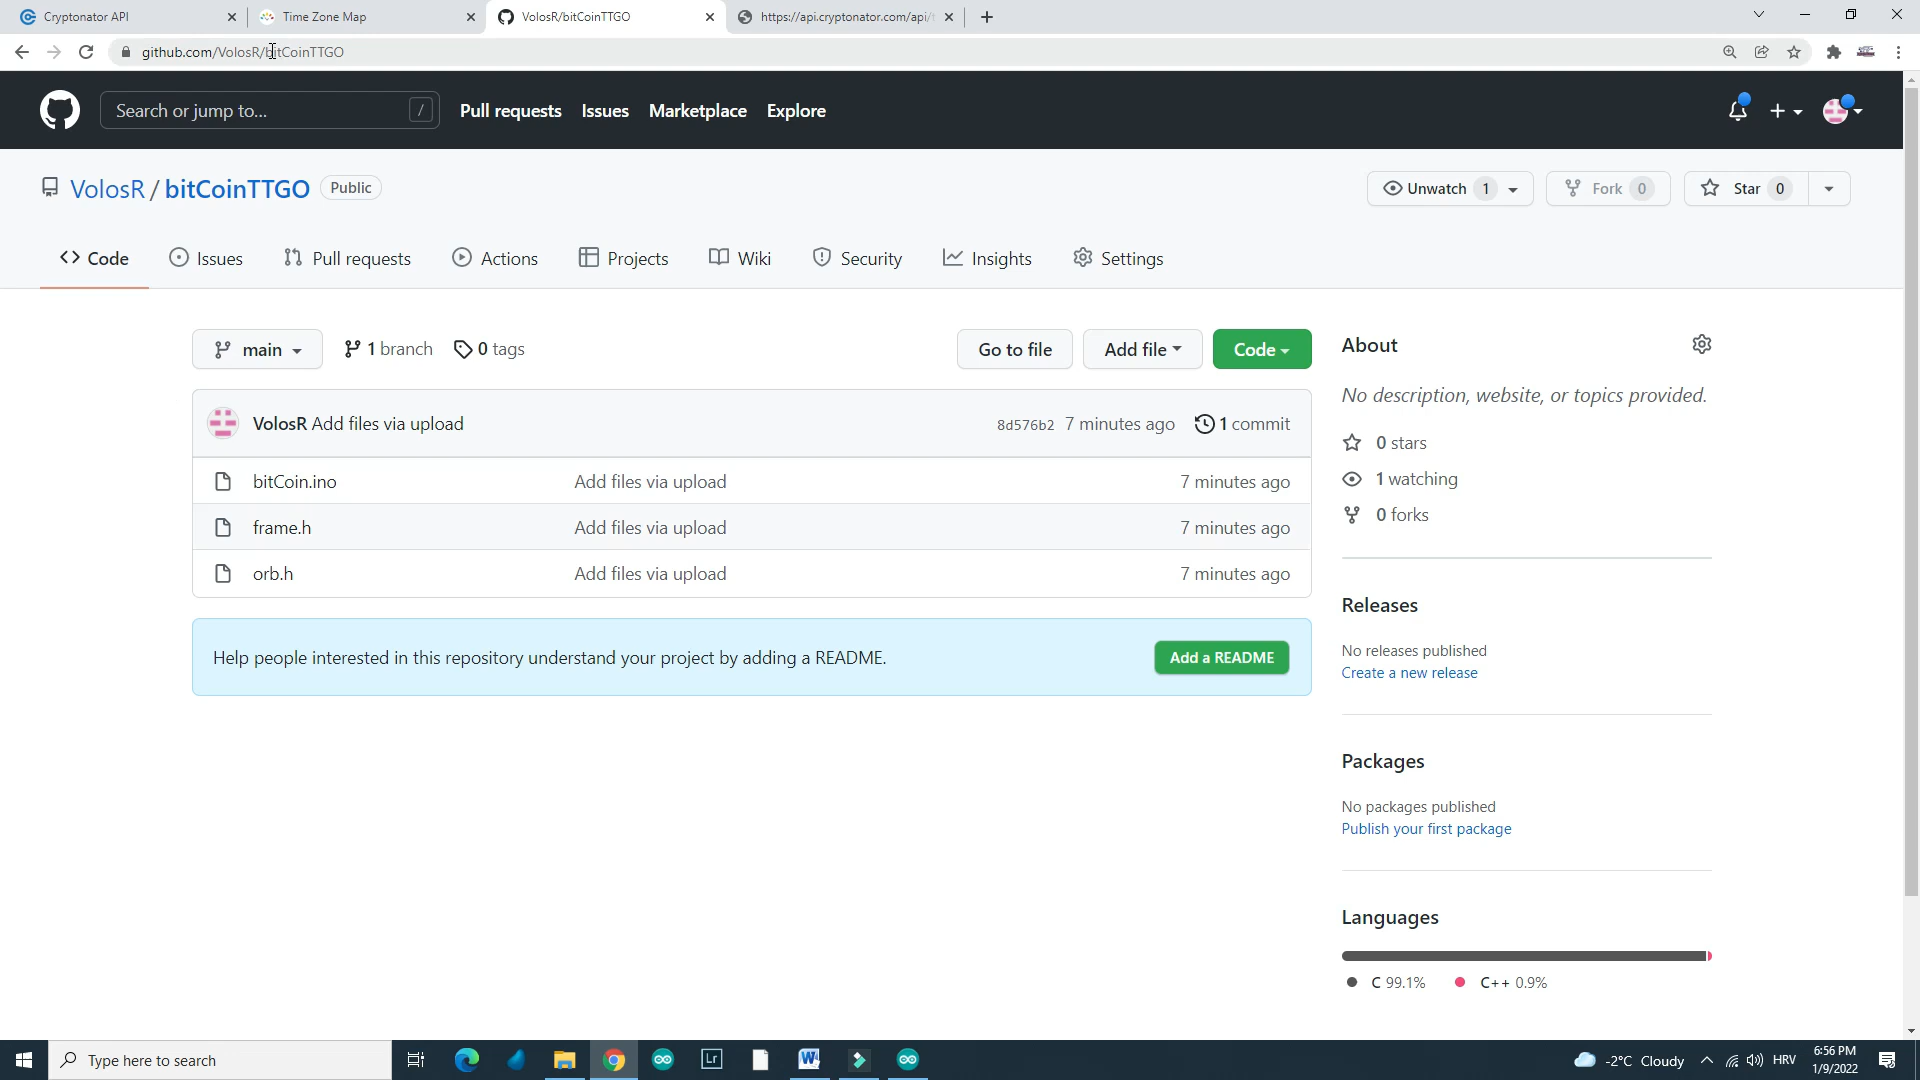 Cryptonator API
Time Zone Map
VolosR/bitCoinTTGO
https://api.cryptonator.com/api/
github.com/VolosR/bitCoinTTGO
Search or jump to... /
Pull requests Issues Marketplace Explore
VolosR / bitCoinTTGO Public
Unwatch 1
Fork 0
Star 0
Code Issues Pull requests Actions Projects Wiki Security Insights Settings
main
1 branch
0 tags
Go to file
Add file
Code
VolosR Add files via upload 8d576b2 7 minutes ago 1 commit
bitCoin.ino Add files via upload 7 minutes ago
frame.h Add files via upload 7 minutes ago
orb.h Add files via upload 7 minutes ago
Help people interested in this repository understand your project by adding a README.
Add a README
About
No description, website, or topics provided.
0 stars
1 watching
0 forks
Releases
No releases published
Create a new release
Packages
No packages published
Publish your first package
Languages
C 99.1% C++ 0.9%
Type here to search
Lr
W
-2°C Cloudy
HRV
6:56 PM
1/9/2022